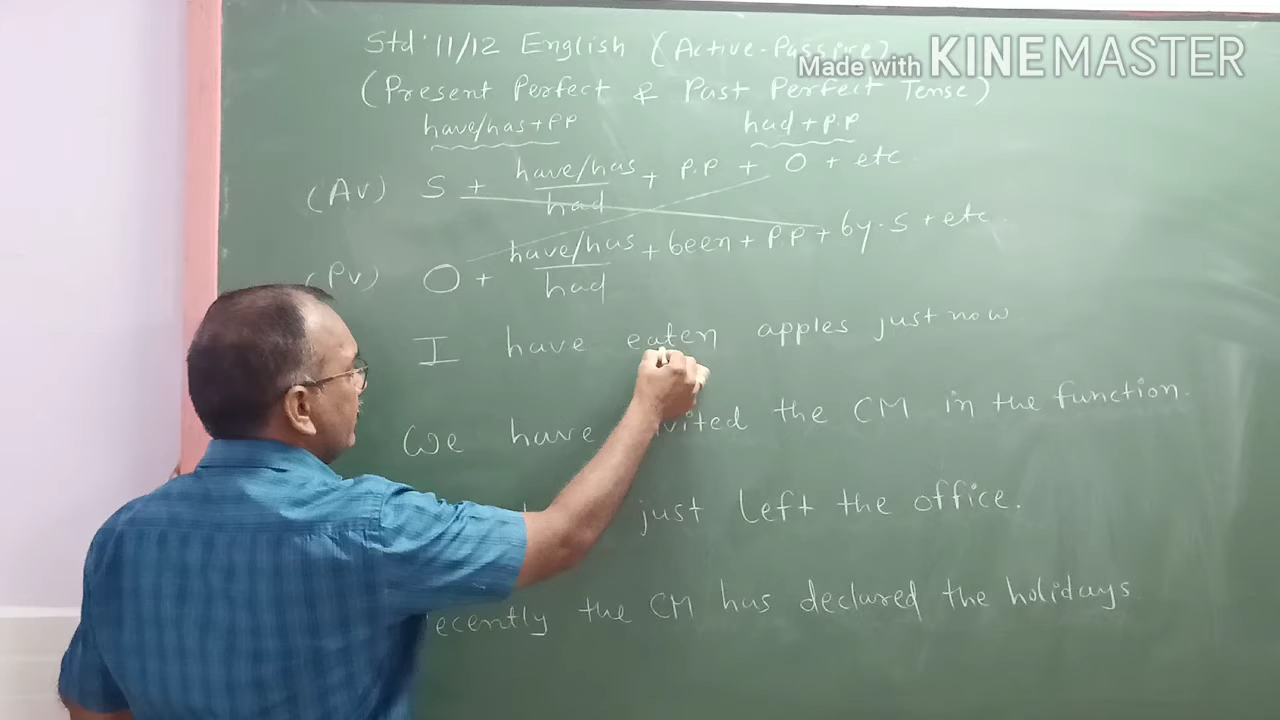 Std. 11/12 English (Active-Passive)
Made with KINEMASTER
(Present Perfect & Past Perfect Tense)
have/has+PP had + P.P
(AV) S + have/has/had + P.P + O + etc
(PV) O + have/has/had + been + P.P + by.S + etc
I have eaten apples just now
We have invited the CM in the function.
just left the office.
ecently the CM has declared the holidays